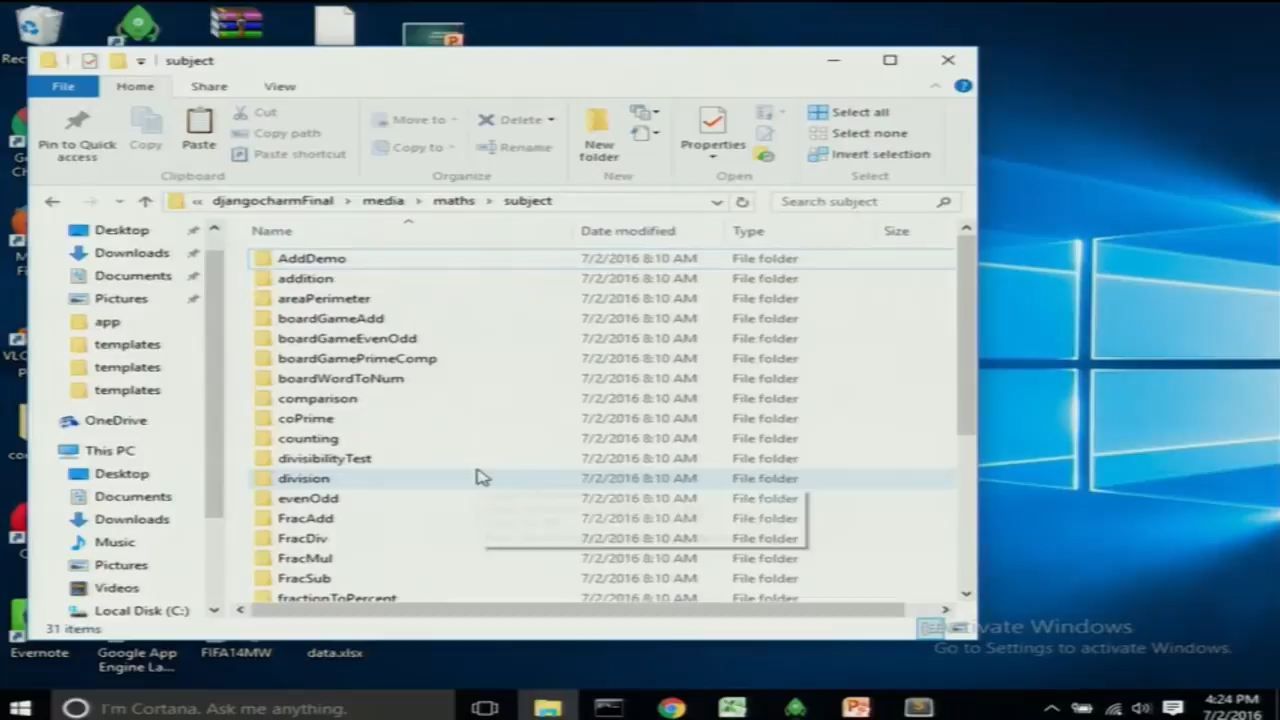 subject
File Home Share View
Cut
Copy path
Paste shortcut
Pin to Quick access
Copy
Paste
Move to
Copy to
Delete
Rename
New folder
Properties
Select all
Select none
Invert selection
Clipboard Organize New Open Select
« djangocharmFinal › media › maths › subject
Search subject
Name Date modified Type Size
Desktop
Downloads
Documents
Pictures
app
templates
templates
templates
OneDrive
This PC
Desktop
Documents
Downloads
Music
Pictures
Videos
Local Disk (C:)
AddDemo 7/2/2016 8:10 AM File folder
addition 7/2/2016 8:10 AM File folder
areaPerimeter 7/2/2016 8:10 AM File folder
boardGameAdd 7/2/2016 8:10 AM File folder
boardGameEvenOdd 7/2/2016 8:10 AM File folder
boardGamePrimeComp 7/2/2016 8:10 AM File folder
boardWordToNum 7/2/2016 8:10 AM File folder
comparison 7/2/2016 8:10 AM File folder
coPrime 7/2/2016 8:10 AM File folder
counting 7/2/2016 8:10 AM File folder
divisibilityTest 7/2/2016 8:10 AM File folder
division 7/2/2016 8:10 AM File folder
evenOdd 7/2/2016 8:10 AM File folder
FracAdd 7/2/2016 8:10 AM File folder
FracDiv 7/2/2016 8:10 AM File folder
FracMul 7/2/2016 8:10 AM File folder
FracSub 7/2/2016 8:10 AM File folder
fractionToPercent 7/2/2016 8:10 AM File folder
31 items
Windows
Go to Settings to activate Windows.
Evernote
Google App Engine La...
FIFA14MW
data.xlsx
I'm Cortana. Ask me anything.
4:24 PM
7/2/2016